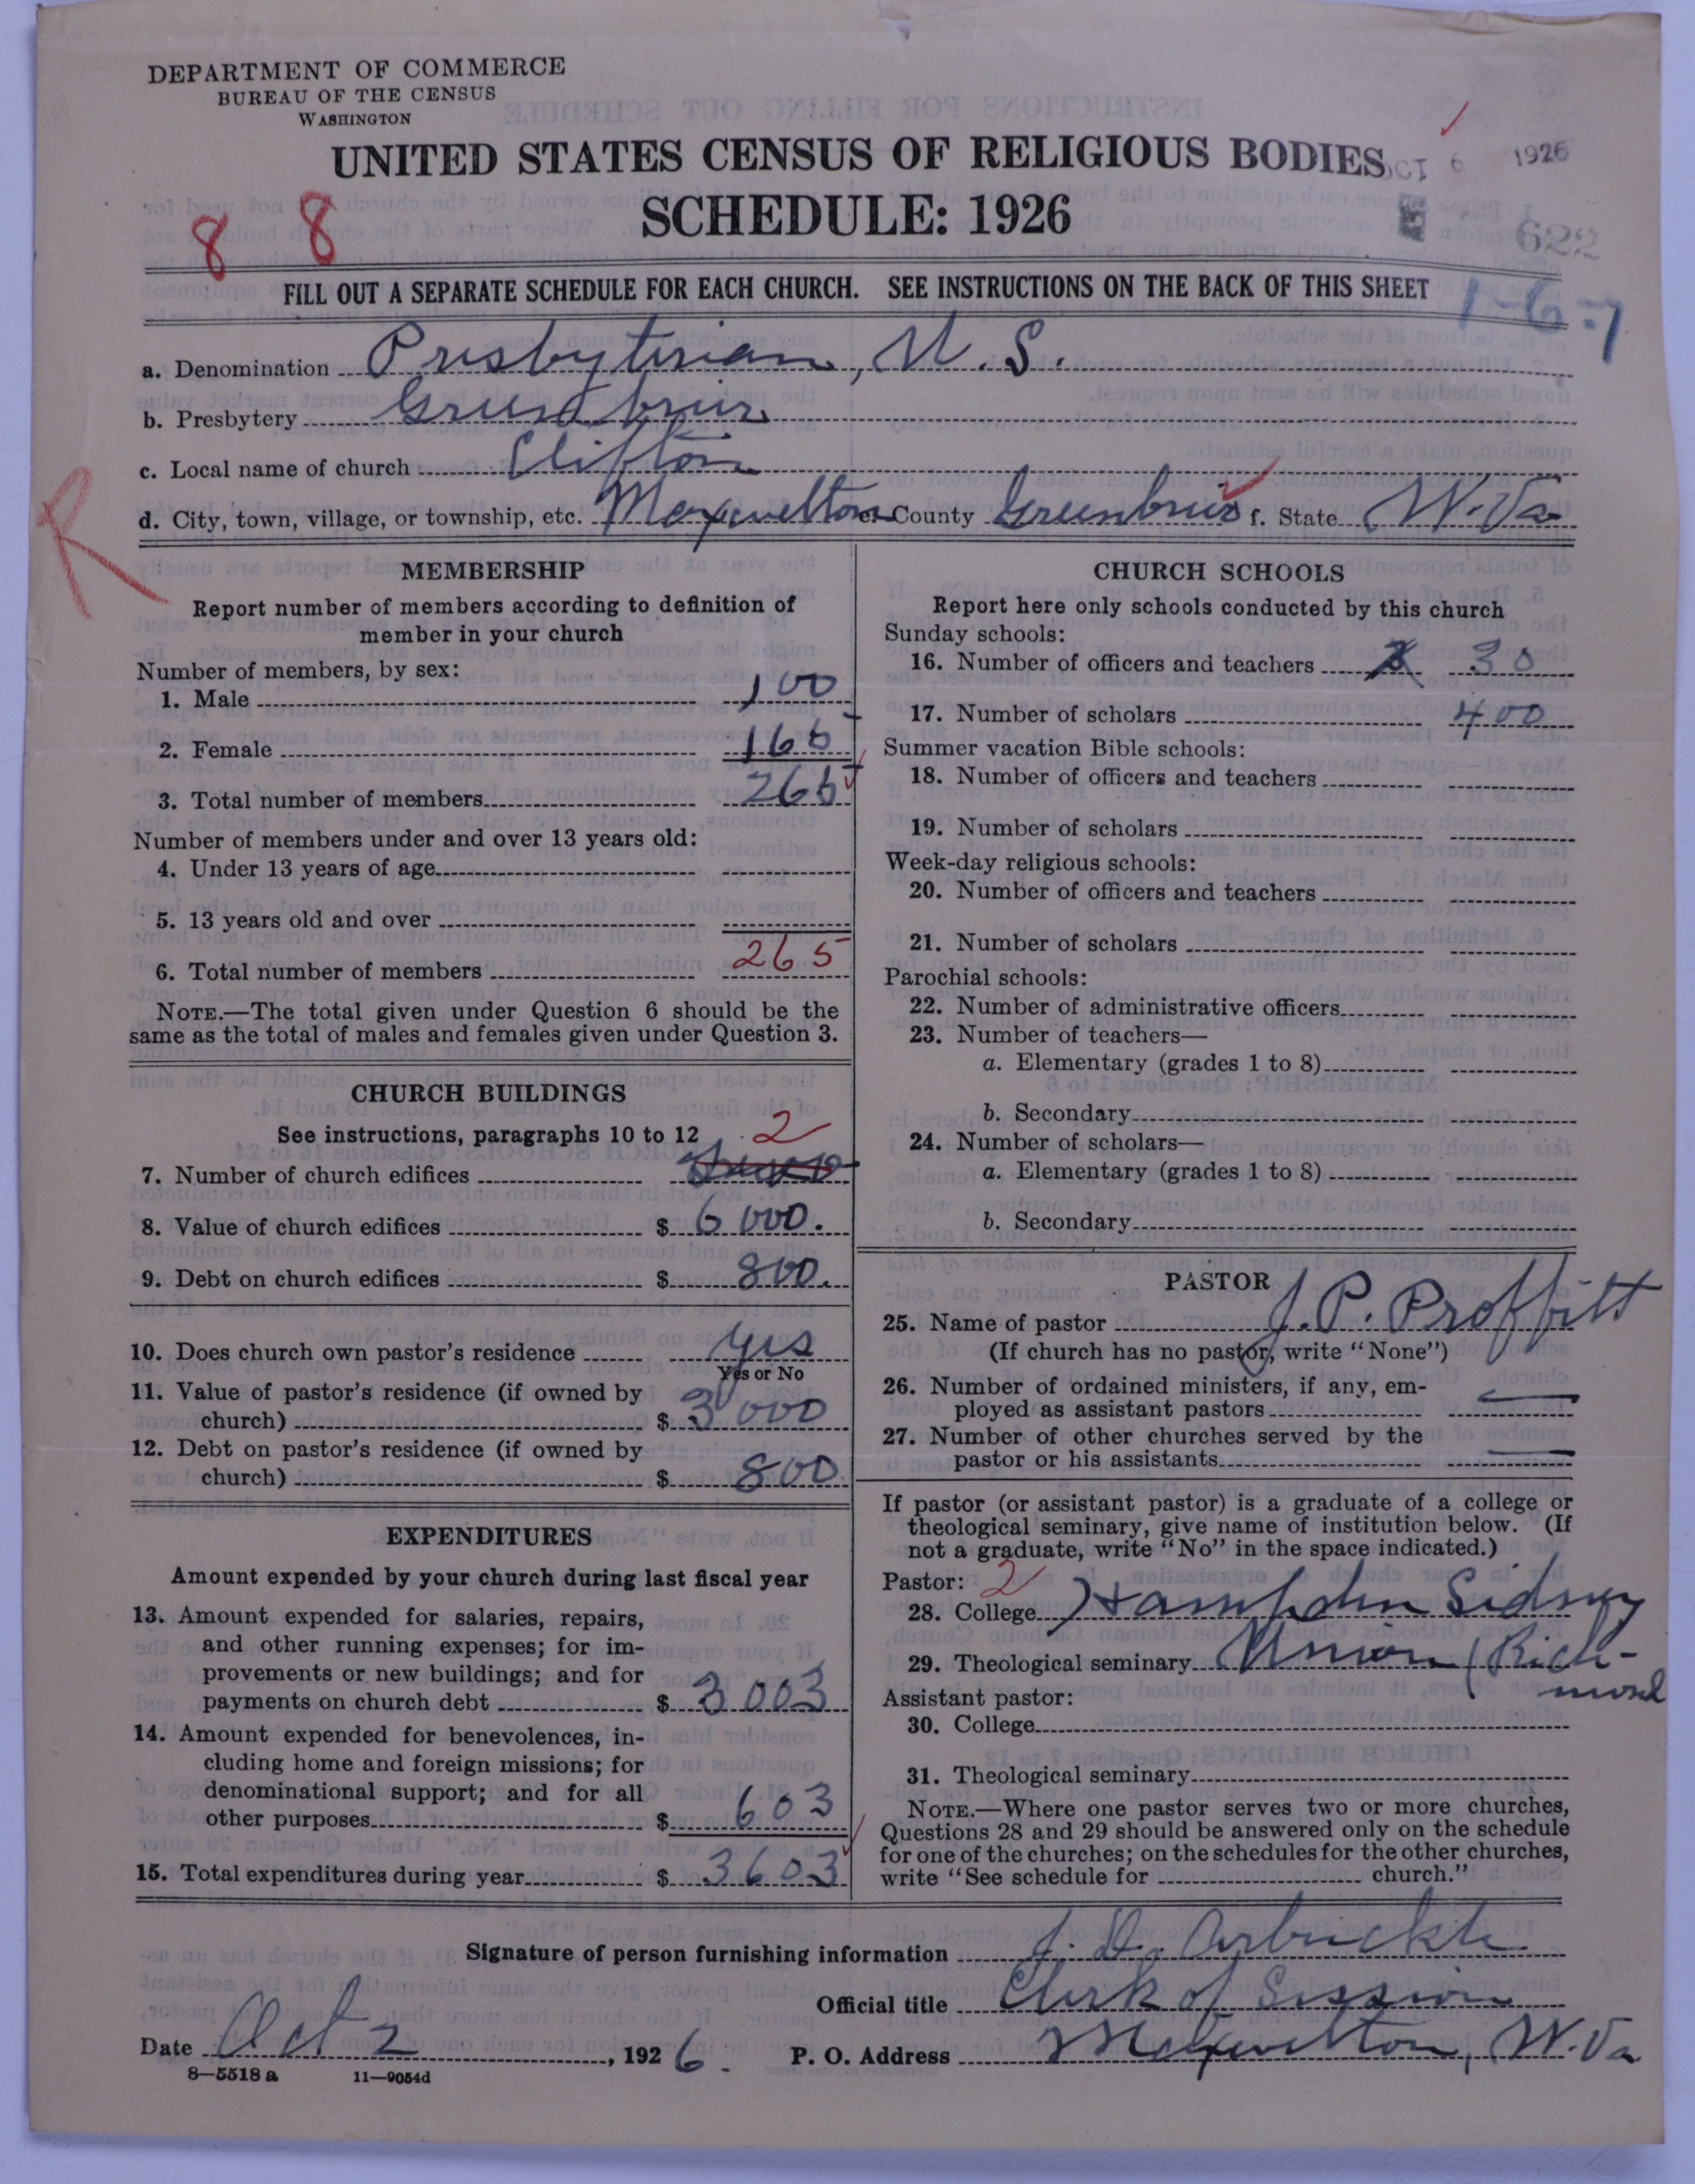 DEPARTMENT OF COMMERCE
BUREAU OF THE CENSUS
WASHINGTON
UNITED STATES CENSUS OF RELIGIOUS BODIES
OCT 6 1926
SCHEDULE: 1926
8 8
622
FILL OUT A SEPARATE SCHEDULE FOR EACH CHURCH. SEE INSTRUCTIONS ON THE BACK OF THIS SHEET
1-6-7
a. Denomination Presbyterian, U.S.
b. Presbytery Greenbrier
c. Local name of church Clifton
d. City, town, village, or township, etc. Maxwelton e. County Greenbrier f. State W.Va
R
MEMBERSHIP
Report number of members according to definition of
member in your church
Number of members, by sex:
1. Male 100
2. Female 165
3. Total number of members 265
Number of members under and over 13 years old:
4. Under 13 years of age
5. 13 years old and over
6. Total number of members 265
NOTE.—The total given under Question 6 should be the
same as the total of males and females given under Question 3.
CHURCH BUILDINGS
See instructions, paragraphs 10 to 12
2
7. Number of church edifices
8. Value of church edifices $ 6000.
9. Debt on church edifices $ 800.
10. Does church own pastor's residence yes
Yes or No
11. Value of pastor's residence (if owned by
church) $ 3000
12. Debt on pastor's residence (if owned by
church) $ 800
EXPENDITURES
Amount expended by your church during last fiscal year
13. Amount expended for salaries, repairs,
and other running expenses; for im-
provements or new buildings; and for
payments on church debt $ 3003
14. Amount expended for benevolences, in-
cluding home and foreign missions; for
denominational support; and for all
other purposes $ 603
15. Total expenditures during year $ 3603
CHURCH SCHOOLS
Report here only schools conducted by this church
Sunday schools:
16. Number of officers and teachers 30
17. Number of scholars 400
Summer vacation Bible schools:
18. Number of officers and teachers
19. Number of scholars
Week-day religious schools:
20. Number of officers and teachers
21. Number of scholars
Parochial schools:
22. Number of administrative officers
23. Number of teachers—
a. Elementary (grades 1 to 8)
b. Secondary
24. Number of scholars—
a. Elementary (grades 1 to 8)
b. Secondary
PASTOR
25. Name of pastor J. P. Proffitt
(If church has no pastor, write "None")
26. Number of ordained ministers, if any, em-
ployed as assistant pastors —
27. Number of other churches served by the
pastor or his assistants —
If pastor (or assistant pastor) is a graduate of a college or
theological seminary, give name of institution below. (If
not a graduate, write "No" in the space indicated.)
Pastor: 2
28. College Hampden Sidney
29. Theological seminary Union (Rich-
mond
Assistant pastor:
30. College
31. Theological seminary
NOTE.—Where one pastor serves two or more churches,
Questions 28 and 29 should be answered only on the schedule
for one of the churches; on the schedules for the other churches,
write "See schedule for church."
Signature of person furnishing information J. D. Arbuckle
Official title Clerk of Session
Date Oct 2, 1926. P. O. Address Maxwelton, W.Va
8—5518 a 11—9054d